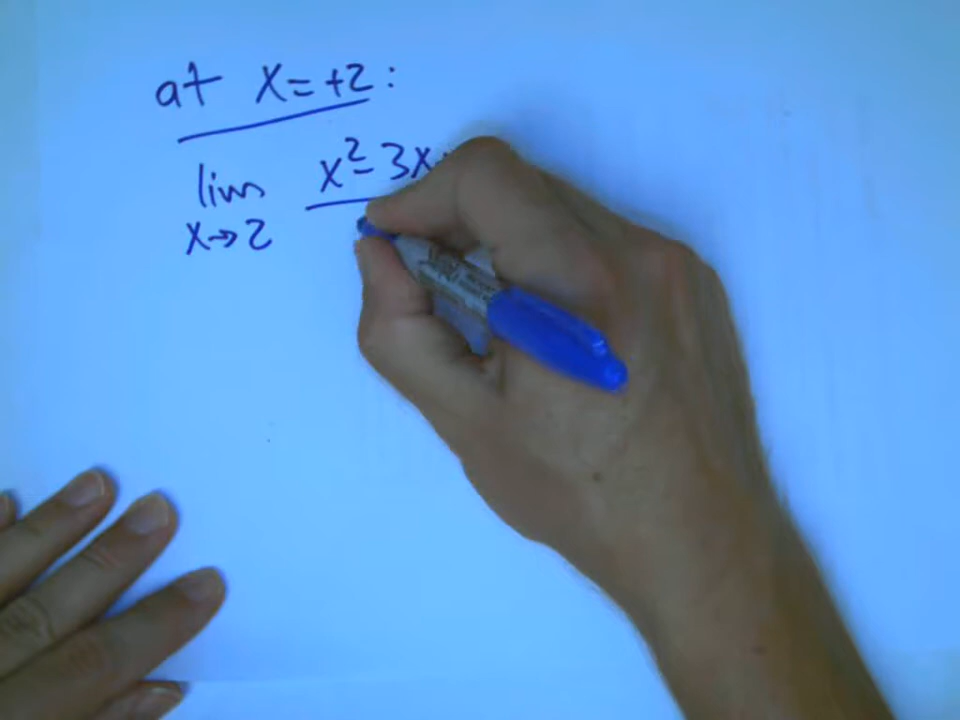 at x=+2:
lim x²-3x
x→2